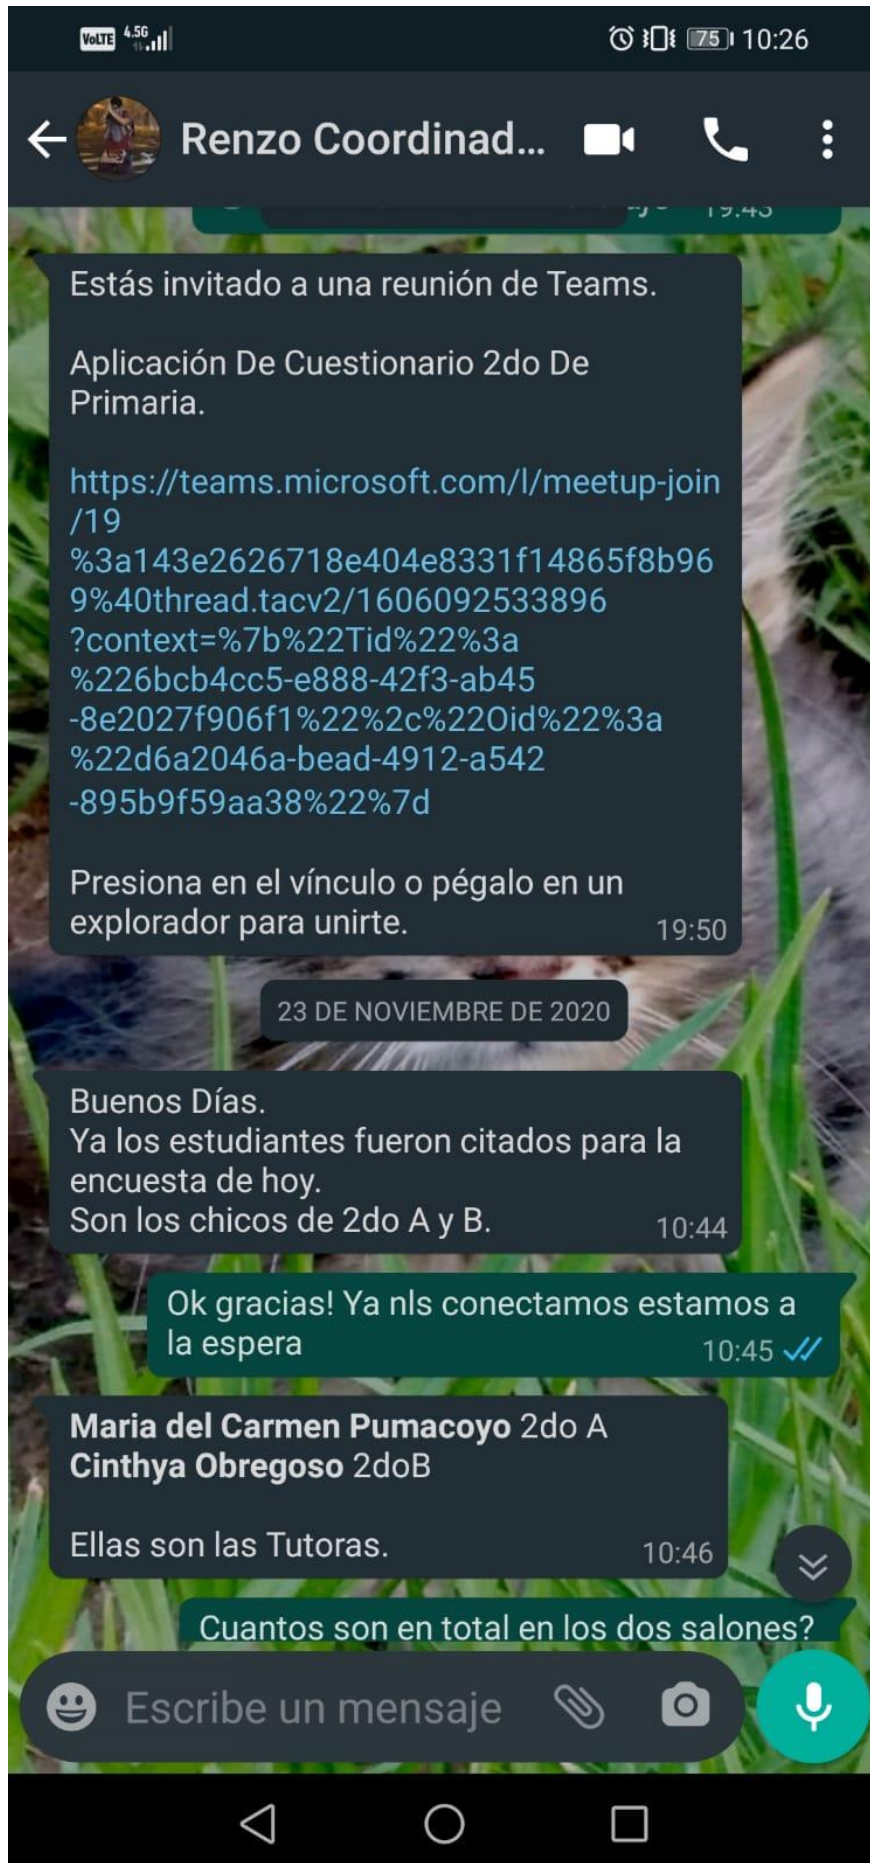 VoLTE 4.5G 75 10:26
Renzo Coordinad...
19:43
Estás invitado a una reunión de Teams.
Aplicación De Cuestionario 2do De
Primaria.
https://teams.microsoft.com/l/meetup-join
/19
%3a143e2626718e404e8331f14865f8b96
9%40thread.tacv2/1606092533896
?context=%7b%22Tid%22%3a
%226bcb4cc5-e888-42f3-ab45
-8e2027f906f1%22%2c%22Oid%22%3a
%22d6a2046a-bead-4912-a542
-895b9f59aa38%22%7d
Presiona en el vínculo o pégalo en un
explorador para unirte. 19:50
23 DE NOVIEMBRE DE 2020
Buenos Días.
Ya los estudiantes fueron citados para la
encuesta de hoy.
Son los chicos de 2do A y B. 10:44
Ok gracias! Ya nls conectamos estamos a
la espera 10:45
Maria del Carmen Pumacoyo 2do A
Cinthya Obregoso 2doB
Ellas son las Tutoras. 10:46
Cuantos son en total en los dos salones?
Escribe un mensaje